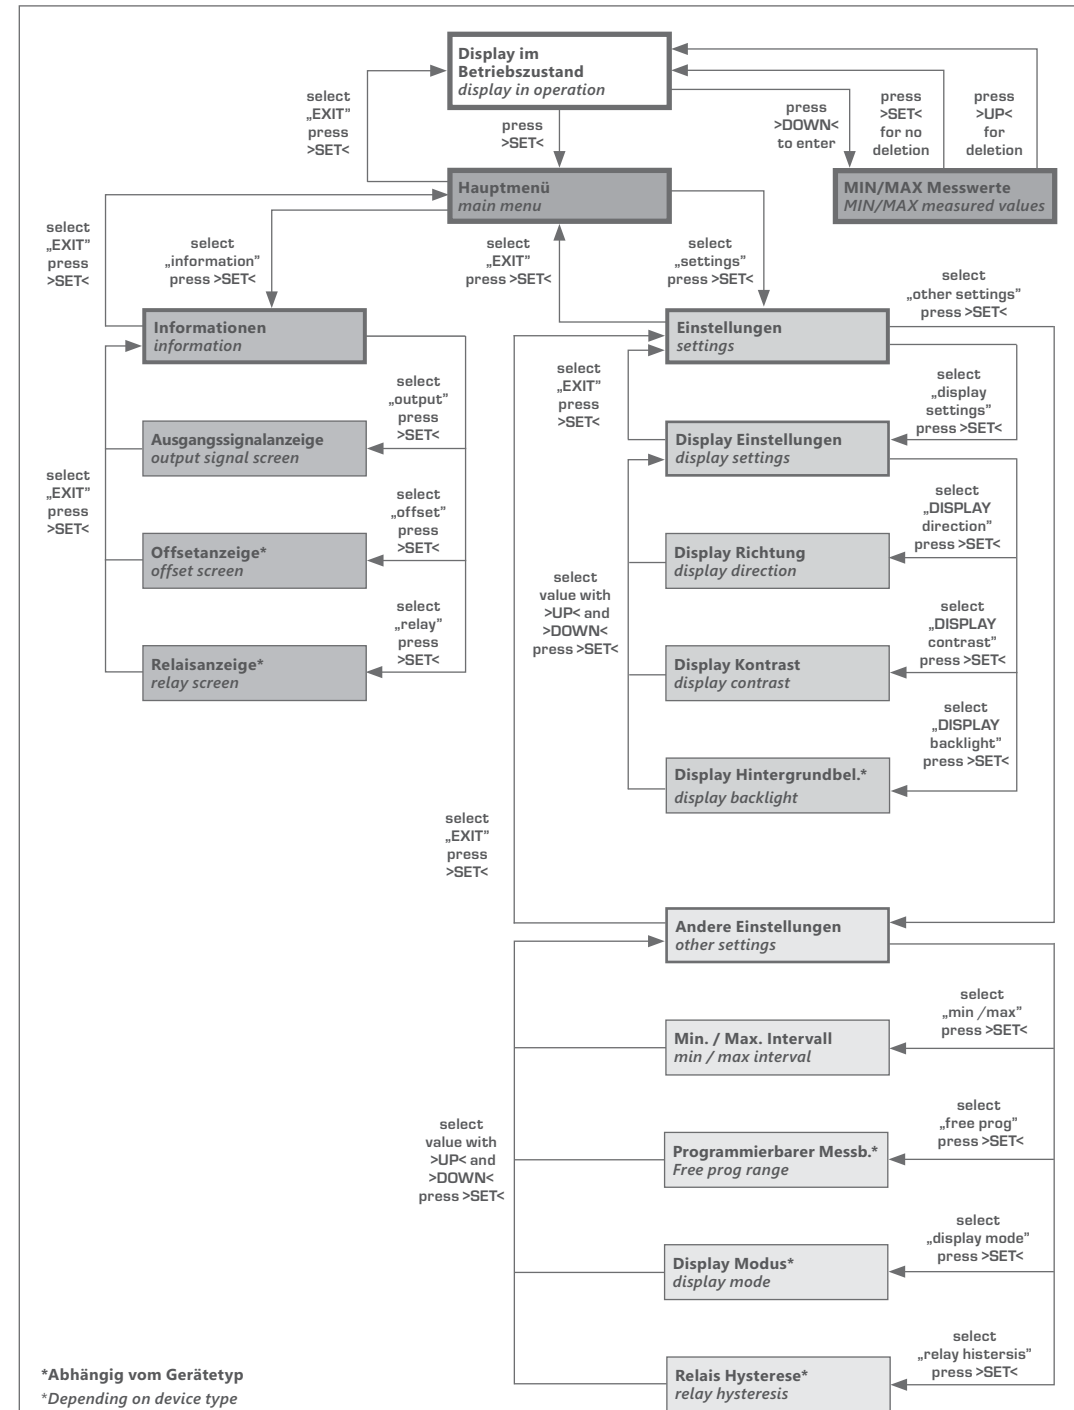 Display im
Betriebszustand
display in operation
select
„EXIT”
press
>SET<
press
>SET<
press
>DOWN<
to enter
press
>SET<
for no
deletion
press
>UP<
for
deletion
Hauptmenü
main menu
MIN/MAX Messwerte
MIN/MAX measured values
select
„EXIT”
press
>SET<
select
„information”
press >SET<
select
„EXIT”
press >SET<
select
„settings”
press >SET<
select
„other settings”
press >SET<
Informationen
information
Einstellungen
settings
select
„output”
press
>SET<
select
„EXIT”
press
>SET<
select
„display
settings”
press >SET<
Ausgangssignalanzeige
output signal screen
Display Einstellungen
display settings
select
„EXIT”
press
>SET<
select
„offset”
press
>SET<
select
„DISPLAY
direction”
press >SET<
Offsetanzeige*
offset screen
Display Richtung
display direction
select
value with
>UP< and
>DOWN<
press >SET<
select
„relay”
press
>SET<
select
„DISPLAY
contrast”
press >SET<
Relaisanzeige*
relay screen
Display Kontrast
display contrast
select
„DISPLAY
backlight”
press >SET<
Display Hintergrundbel.*
display backlight
select
„EXIT”
press
>SET<
Andere Einstellungen
other settings
select
„min /max”
press >SET<
Min. / Max. Intervall
min / max interval
select
„free prog”
press >SET<
select
value with
>UP< and
>DOWN<
press >SET<
Programmierbarer Messb.*
Free prog range
select
„display mode”
press >SET<
Display Modus*
display mode
select
„relay histersis”
press >SET<
Relais Hysterese*
relay hysteresis
*Abhängig vom Gerätetyp
*Depending on device type